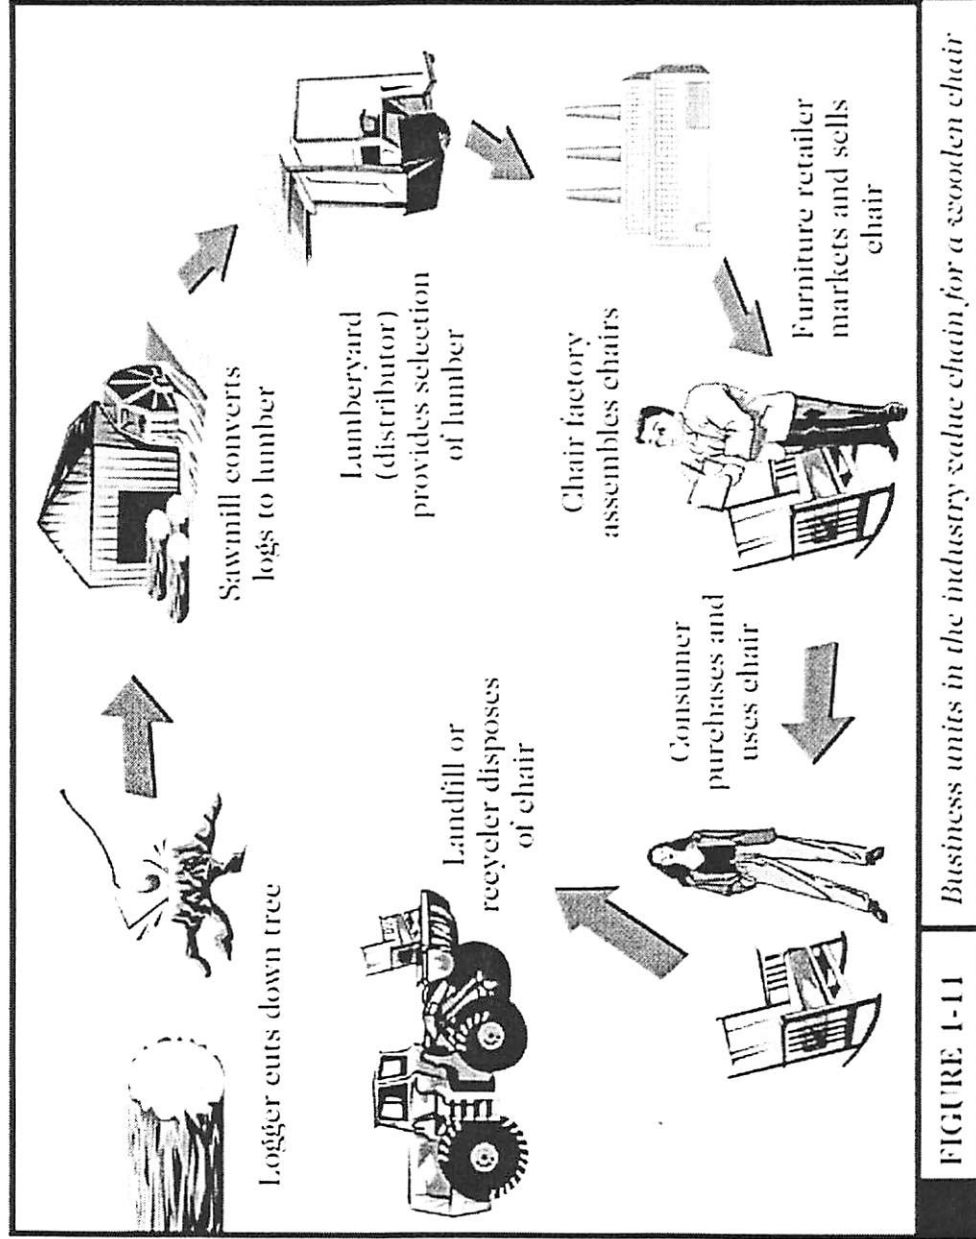 Logger cuts down tree
Sawmill converts
logs to lumber
Lumberyard
(distributor)
provides selection
of lumber
Chair factory
assembles chairs
Furniture retailer
markets and sells
chair
Consumer
purchases and
uses chair
Landfill or
recycler disposes
of chair
FIGURE 1-11
Business units in the industry value chain for a wooden chair